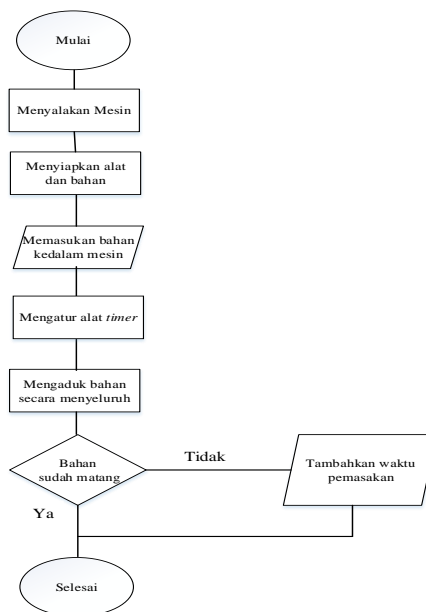 Mulai
Menyalakan Mesin
Menyiapkan alat
dan bahan
Memasukan bahan
kedalam mesin
Mengatur alat timer
Mengaduk bahan
secara menyeluruh
Bahan
sudah matang
Tidak
Tambahkan waktu
pemasakan
Ya
Selesai